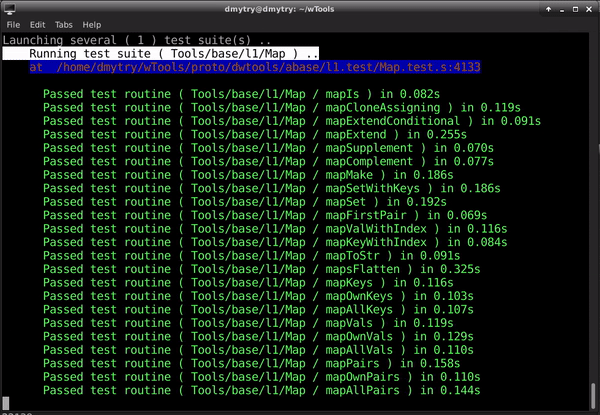 dmytry@dmytry: ~/wTools
File Edit Tabs Help
Launching several ( 1 ) test suite(s) ..
Running test suite ( Tools/base/l1/Map ) ..
at /home/dmytry/wTools/proto/dwtools/abase/l1.test/Map.test.s:4133
Passed test routine ( Tools/base/l1/Map / mapIs ) in 0.082s
Passed test routine ( Tools/base/l1/Map / mapCloneAssigning ) in 0.119s
Passed test routine ( Tools/base/l1/Map / mapExtendConditional ) in 0.091s
Passed test routine ( Tools/base/l1/Map / mapExtend ) in 0.255s
Passed test routine ( Tools/base/l1/Map / mapSupplement ) in 0.070s
Passed test routine ( Tools/base/l1/Map / mapComplement ) in 0.077s
Passed test routine ( Tools/base/l1/Map / mapMake ) in 0.186s
Passed test routine ( Tools/base/l1/Map / mapSetWithKeys ) in 0.186s
Passed test routine ( Tools/base/l1/Map / mapSet ) in 0.192s
Passed test routine ( Tools/base/l1/Map / mapFirstPair ) in 0.069s
Passed test routine ( Tools/base/l1/Map / mapValWithIndex ) in 0.116s
Passed test routine ( Tools/base/l1/Map / mapKeyWithIndex ) in 0.084s
Passed test routine ( Tools/base/l1/Map / mapToStr ) in 0.091s
Passed test routine ( Tools/base/l1/Map / mapsFlatten ) in 0.325s
Passed test routine ( Tools/base/l1/Map / mapKeys ) in 0.116s
Passed test routine ( Tools/base/l1/Map / mapOwnKeys ) in 0.103s
Passed test routine ( Tools/base/l1/Map / mapAllKeys ) in 0.107s
Passed test routine ( Tools/base/l1/Map / mapVals ) in 0.119s
Passed test routine ( Tools/base/l1/Map / mapOwnVals ) in 0.129s
Passed test routine ( Tools/base/l1/Map / mapAllVals ) in 0.110s
Passed test routine ( Tools/base/l1/Map / mapPairs ) in 0.158s
Passed test routine ( Tools/base/l1/Map / mapOwnPairs ) in 0.110s
Passed test routine ( Tools/base/l1/Map / mapAllPairs ) in 0.144s